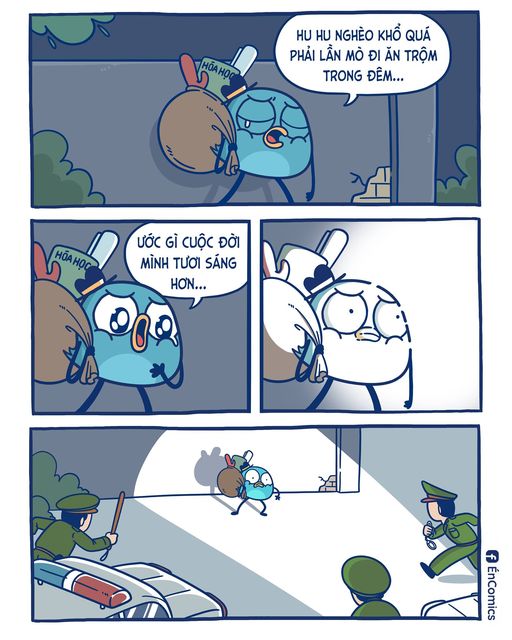 HU HU NGHÈO KHỔ QUÁ
PHẢI LẦN MÒ ĐI ĂN TRỘM
TRONG ĐÊM...
HÓA HỌC
ƯỚC GÌ CUỘC ĐỜI
MÌNH TƯƠI SÁNG
HƠN...
HÓA HỌC
ÉnComics